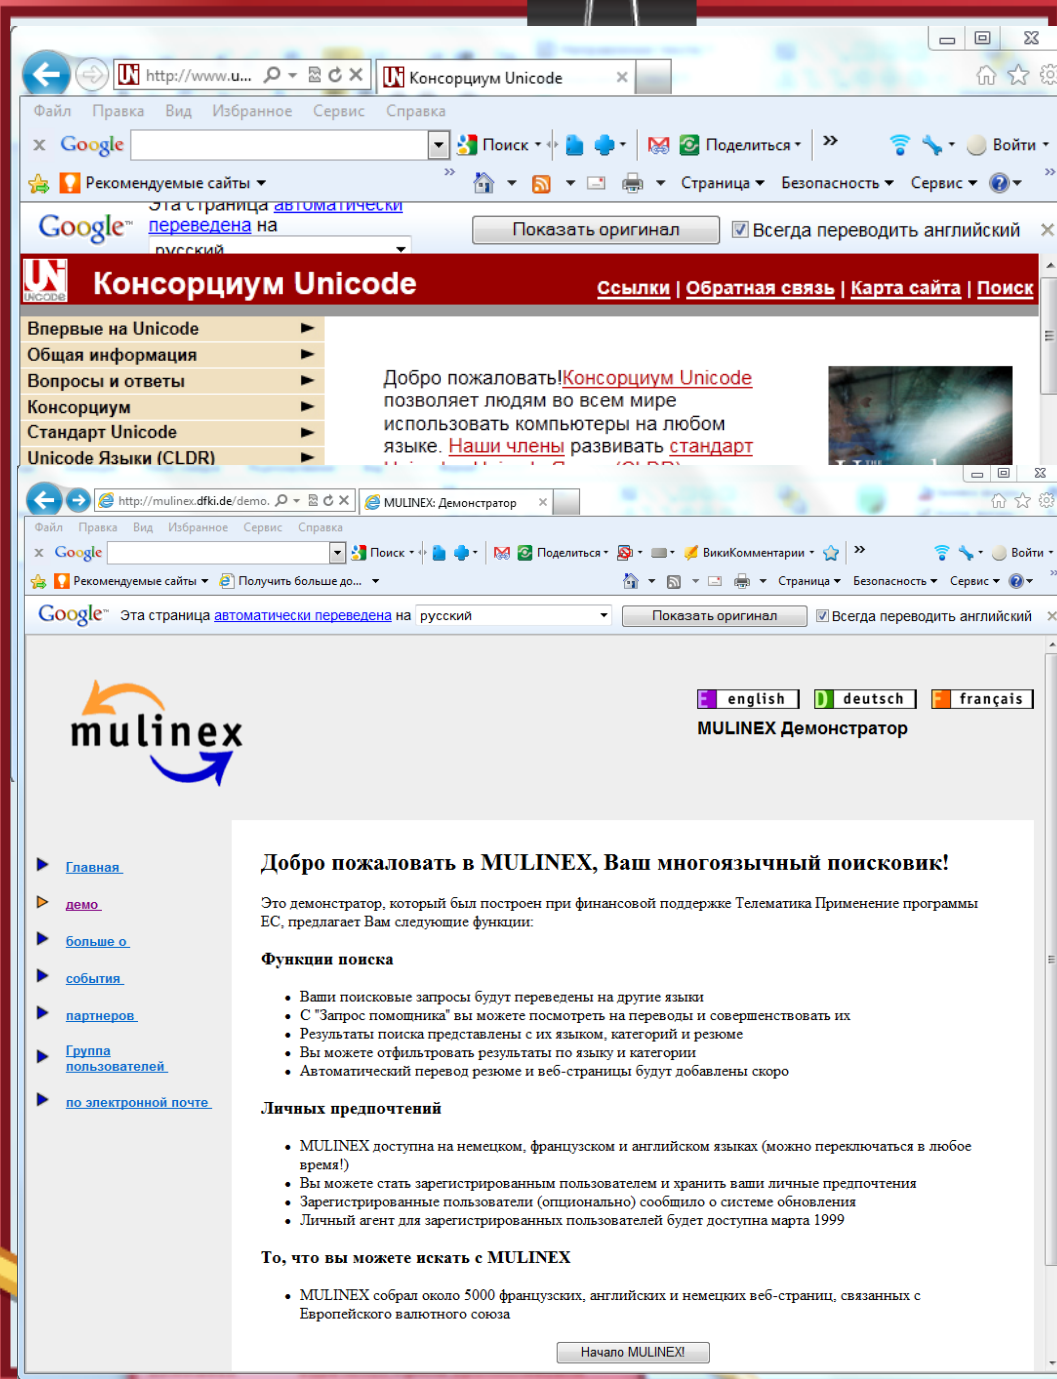 http://www.u...
Консорциум Unicode
Файл Правка Вид Избранное Сервис Справка
x Google Поиск Поделиться » Войти
Рекомендуемые сайты » Страница Безопасность Сервис »
Google™ Эта страница автоматически
переведена на
русский
Показать оригинал Всегда переводить английский
UNICODE
Консорциум Unicode
Ссылки | Обратная связь | Карта сайта | Поиск
Впервые на Unicode
Общая информация
Вопросы и ответы
Консорциум
Стандарт Unicode
Unicode Языки (CLDR)
Добро пожаловать!Консорциум Unicode
позволяет людям во всем мире
использовать компьютеры на любом
языке. Наши члены развивать стандарт
http://mulinex.dfki.de/demo.
MULINEX: Демонстратор
Файл Правка Вид Избранное Сервис Справка
x Google Поиск Поделиться ВикиКомментарии » Войти
Рекомендуемые сайты Получить больше до... Страница Безопасность Сервис »
Google™ Эта страница автоматически переведена на русский Показать оригинал Всегда переводить английский
mulinex
E english D deutsch F français
MULINEX Демонстратор
Главная
демо
больше о
события
партнеров
Группа
пользователей
по электронной почте
Добро пожаловать в MULINEX, Ваш многоязычный поисковик!
Это демонстратор, который был построен при финансовой поддержке Телематика Применение программы
ЕС, предлагает Вам следующие функции:
Функции поиска
• Ваши поисковые запросы будут переведены на другие языки
• С "Запрос помощника" вы можете посмотреть на переводы и совершенствовать их
• Результаты поиска представлены с их языком, категорий и резюме
• Вы можете отфильтровать результаты по языку и категории
• Автоматический перевод резюме и веб-страницы будут добавлены скоро
Личных предпочтений
• MULINEX доступна на немецком, французском и английском языках (можно переключаться в любое
время!)
• Вы можете стать зарегистрированным пользователем и хранить ваши личные предпочтения
• Зарегистрированные пользователи (опционально) сообщило о системе обновления
• Личный агент для зарегистрированных пользователей будет доступна марта 1999
То, что вы можете искать с MULINEX
• MULINEX собрал около 5000 французских, английских и немецких веб-страниц, связанных с
Европейского валютного союза
Начало MULINEX!